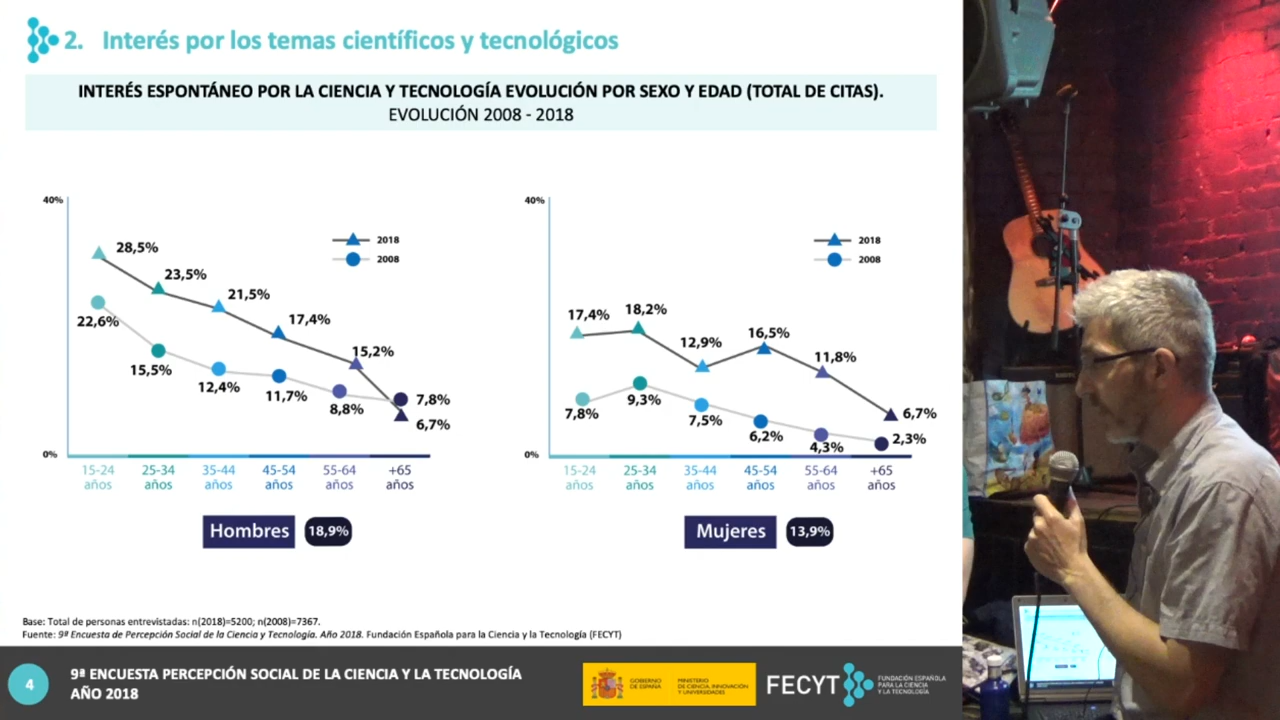 2. Interés por los temas científicos y tecnológicos
INTERÉS ESPONTÁNEO POR LA CIENCIA Y TECNOLOGÍA EVOLUCIÓN POR SEXO Y EDAD (TOTAL DE CITAS).
EVOLUCIÓN 2008 - 2018
40%
2018
2008
28,5%
23,5%
21,5%
17,4%
15,2%
6,7%
22,6%
15,5%
12,4%
11,7%
8,8%
7,8%
0%
15-24 años
25-34 años
35-44 años
45-54 años
55-64 años
+65 años
Hombres 18,9%
40%
2018
2008
17,4%
18,2%
12,9%
16,5%
11,8%
6,7%
7,8%
9,3%
7,5%
6,2%
4,3%
2,3%
0%
15-24 años
25-34 años
35-44 años
45-54 años
55-64 años
+65 años
Mujeres 13,9%
Base: Total de personas entrevistadas: n(2018)=5200; n(2008)=7367.
Fuente: 9ª Encuesta de Percepción Social de la Ciencia y Tecnología. Año 2018. Fundación Española para la Ciencia y la Tecnología (FECYT)
4
9ª ENCUESTA PERCEPCIÓN SOCIAL DE LA CIENCIA Y LA TECNOLOGÍA
AÑO 2018
GOBIERNO
DE ESPAÑA
MINISTERIO
DE CIENCIA, INNOVACIÓN
Y UNIVERSIDADES
FECYT
FUNDACIÓN ESPAÑOLA
PARA LA CIENCIA
Y LA TECNOLOGÍA